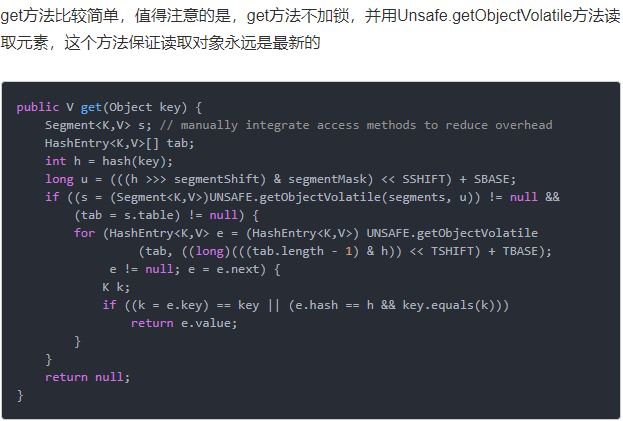 get方法比较简单，值得注意的是，get方法不加锁，并用Unsafe.getObjectVolatile方法读
取元素，这个方法保证读取对象永远是最新的
public V get(Object key) {
    Segment<K,V> s; // manually integrate access methods to reduce overhead
    HashEntry<K,V>[] tab;
    int h = hash(key);
    long u = (((h >>> segmentShift) & segmentMask) << SSHIFT) + SBASE;
    if ((s = (Segment<K,V>)UNSAFE.getObjectVolatile(segments, u)) != null &&
        (tab = s.table) != null) {
        for (HashEntry<K,V> e = (HashEntry<K,V>) UNSAFE.getObjectVolatile
                 (tab, ((long)(((tab.length - 1) & h)) << TSHIFT) + TBASE);
             e != null; e = e.next) {
            K k;
            if ((k = e.key) == key || (e.hash == h && key.equals(k)))
                return e.value;
        }
    }
    return null;
}